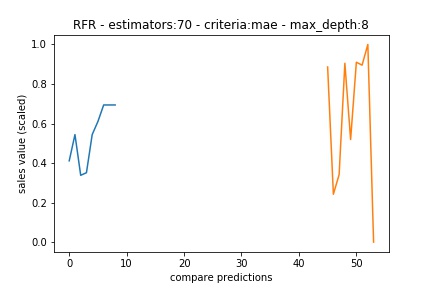 RFR - estimators:70 - criteria:mae - max_depth:8
1.0
0.8
0.6
0.4
0.2
0.0
sales value (scaled)
0 10 20 30 40 50
compare predictions